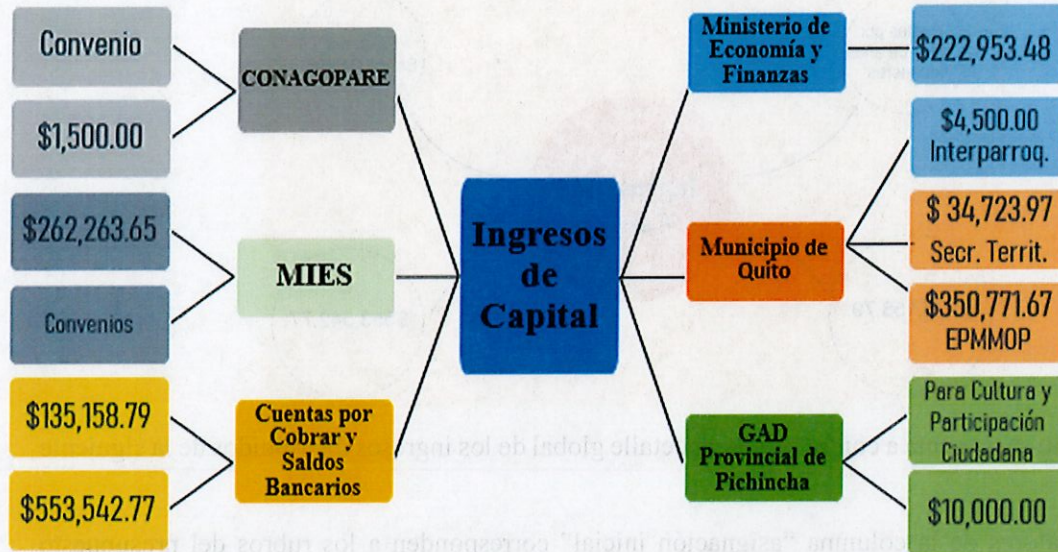 Convenio
$1,500.00
CONAGOPARE
$262,263.65
Convenios
MIES
$135,158.79
$553,542.77
Cuentas por
Cobrar y
Saldos
Bancarios
Ingresos
de
Capital
Ministerio de
Economía y
Finanzas
$222,953.48
Municipio de
Quito
$4,500.00
Interparroq.
$ 34,723.97
Secr. Territ.
$350,771.67
EPMMOP
GAD
Provincial de
Pichincha
Para Cultura y
Participación
Ciudadana
$10,000.00